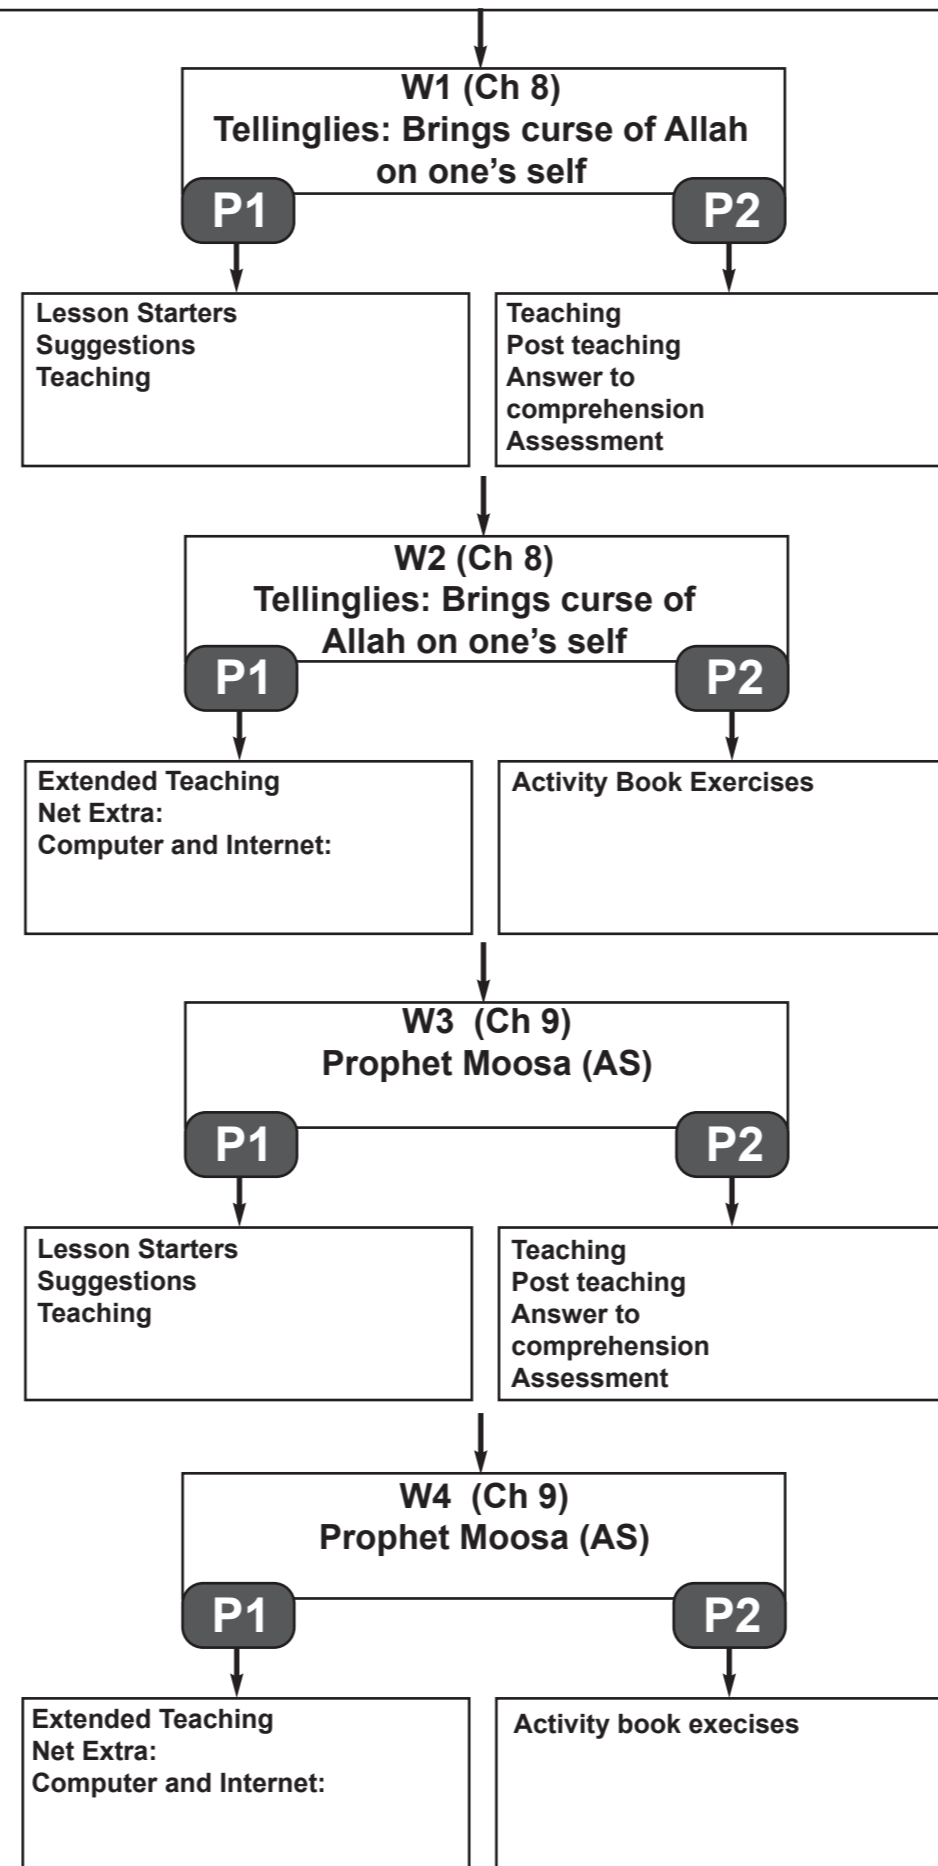 W1 (Ch 8)
Tellinglies: Brings curse of Allah
on one's self
P1
P2
Lesson Starters
Suggestions
Teaching
Teaching
Post teaching
Answer to
comprehension
Assessment
W2 (Ch 8)
Tellinglies: Brings curse of
Allah on one's self
P1
P2
Extended Teaching
Net Extra:
Computer and Internet:
Activity Book Exercises
W3 (Ch 9)
Prophet Moosa (AS)
P1
P2
Lesson Starters
Suggestions
Teaching
Teaching
Post teaching
Answer to
comprehension
Assessment
W4 (Ch 9)
Prophet Moosa (AS)
P1
P2
Extended Teaching
Net Extra:
Computer and Internet:
Activity book execises